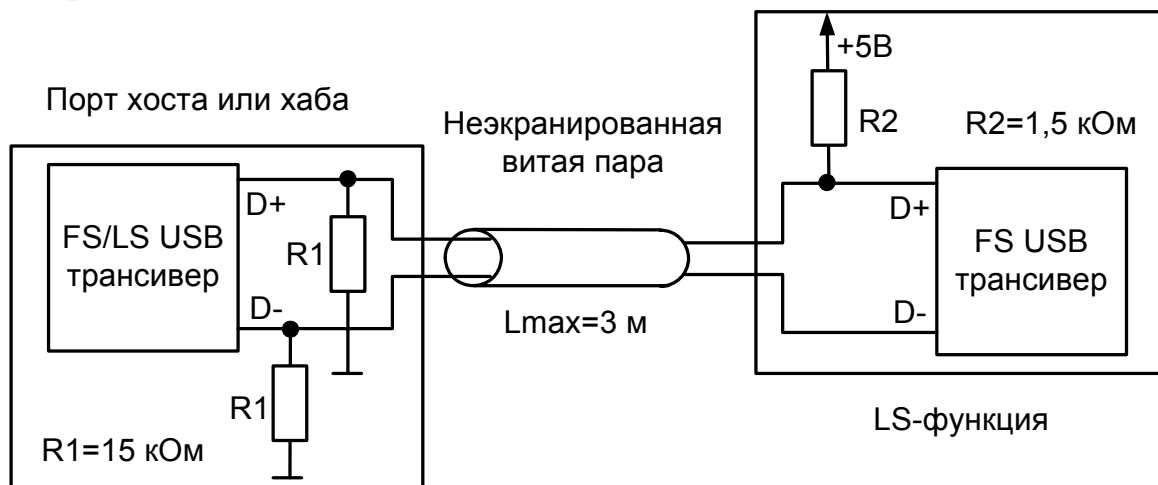 Порт хоста или хаба
FS/LS USB
трансивер
D+
D-
R1
R1
R1=15 кОм
Неэкранированная
витая пара
Lmax=3 м
+5В
R2
R2=1,5 кОм
D+
D-
FS USB
трансивер
LS-функция